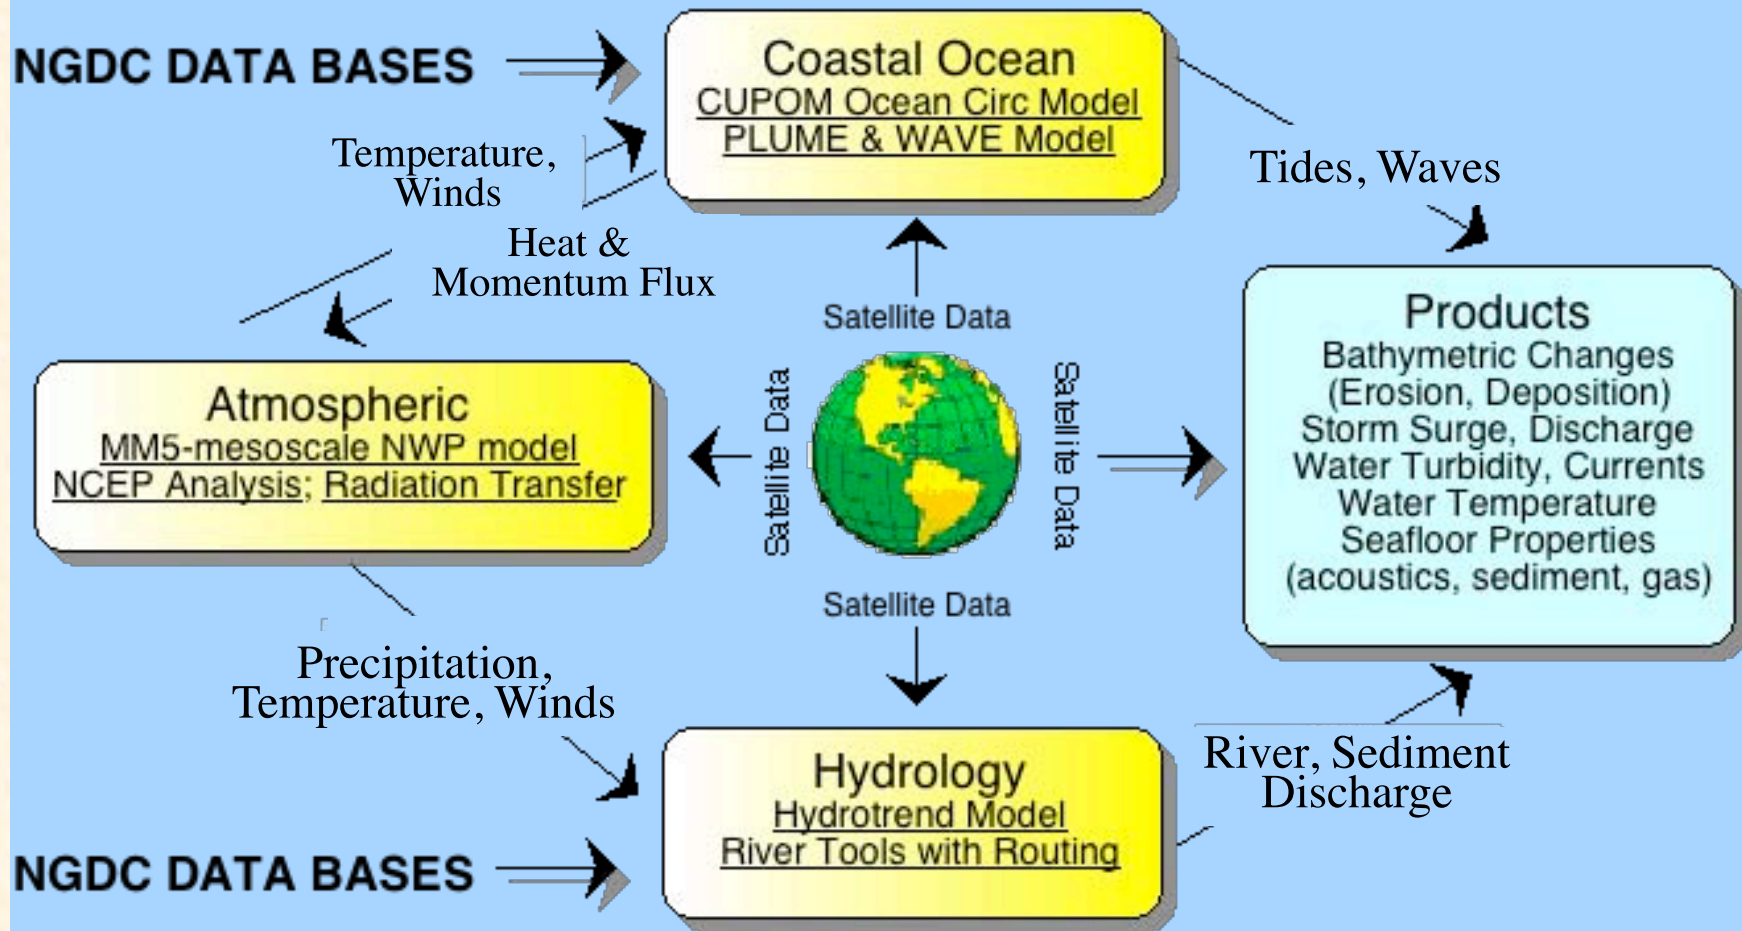 NGDC DATA BASES
Coastal Ocean
CUPOM Ocean Circ Model
PLUME & WAVE Model
Temperature,
Winds
Heat &
Momentum Flux
Tides, Waves
Satellite Data
Satellite Data
Satellite Data
Atmospheric
MM5-mesoscale NWP model
NCEP Analysis; Radiation Transfer
Products
Bathymetric Changes
(Erosion, Deposition)
Storm Surge, Discharge
Water Turbidity, Currents
Water Temperature
Seafloor Properties
(acoustics, sediment, gas)
Satellite Data
Precipitation,
Temperature, Winds
Hydrology
Hydrotrend Model
River Tools with Routing
River, Sediment
Discharge
NGDC DATA BASES